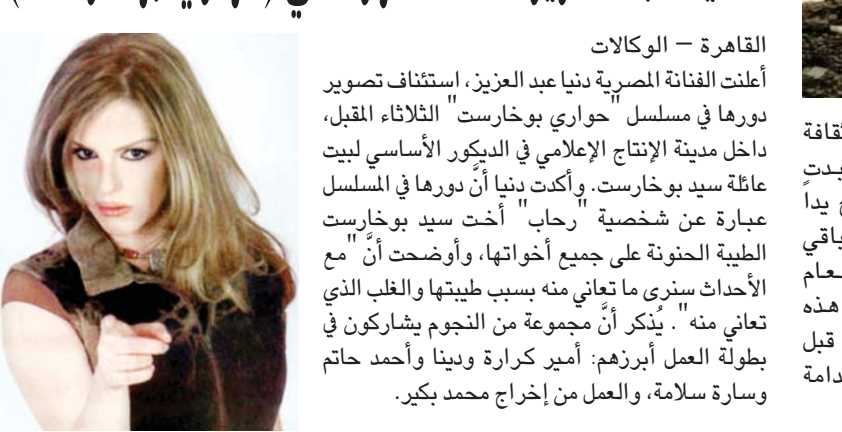 القاهرة – الوكالات
أعلنت الفنانة المصرية دنيا عبد العزيز، استئناف تصوير
دورها في مسلسل "حواري بوخارست" الثلاثاء المقبل،
داخل مدينة الإنتاج الإعلامي في الديكور الأساسي لبيت
عائلة سيد بوخارست. وأكدت دنيا أنَّ دورها في المسلسل
عبارة عن شخصية "رحاب" أخت سيد بوخارست
الطيبة الحنونة على جميع أخواتها، وأوضحت أنَّ "مع
الأحداث سنرى ما تعاني منه بسبب طيبتها والغلب الذي
تعاني منه". يُذكر أنَّ مجموعة من النجوم يشاركون في
بطولة العمل أبرزهم: أمير كرارة ودينا وأحمد حاتم
وسارة سلامة، والعمل من إخراج محمد بكير.
بدت
يداً
باقي
هذه
قبل